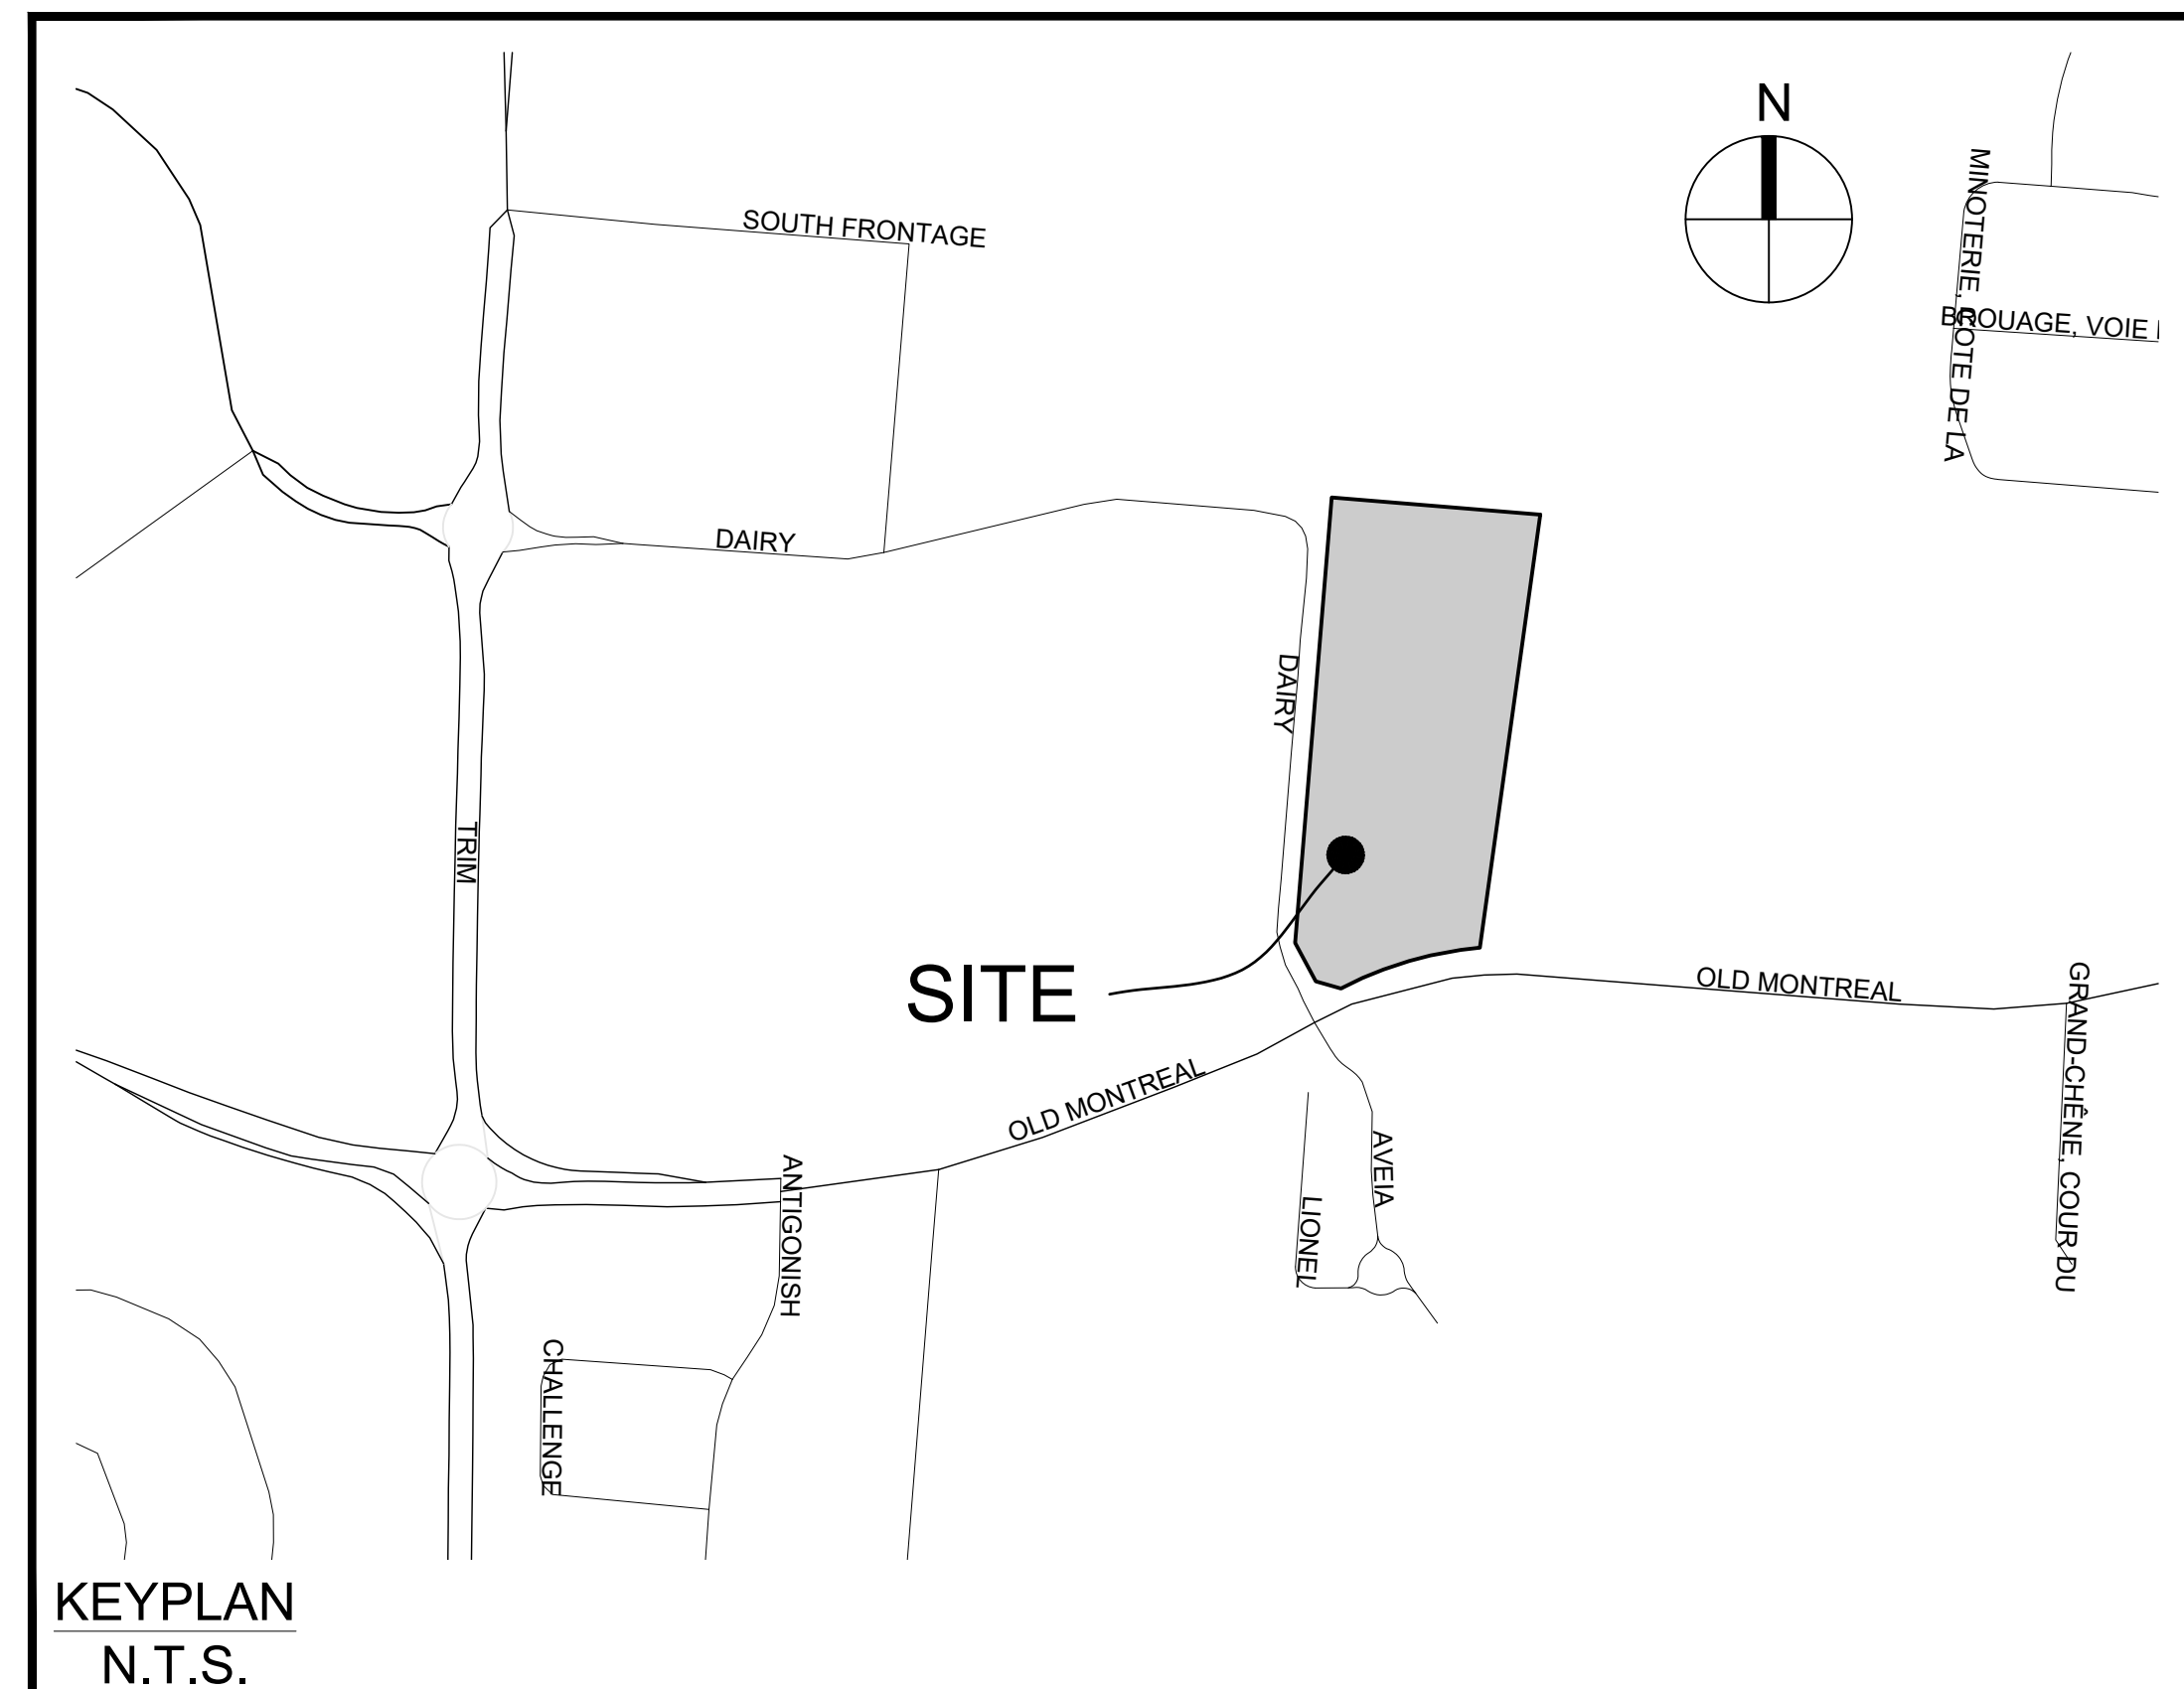 N
SOUTH FRONTAGE
MINOTERIE, COTE DE LA
BROUAGE, VOIE
DAIRY
DAIRY
TRIM
SITE
OLD MONTREAL
GRAND-CHÊNE, COUR DU
OLD MONTREAL
AVEIA
ANTIGONISH
LIONEL
CHALLENGE
KEYPLAN
N.T.S.